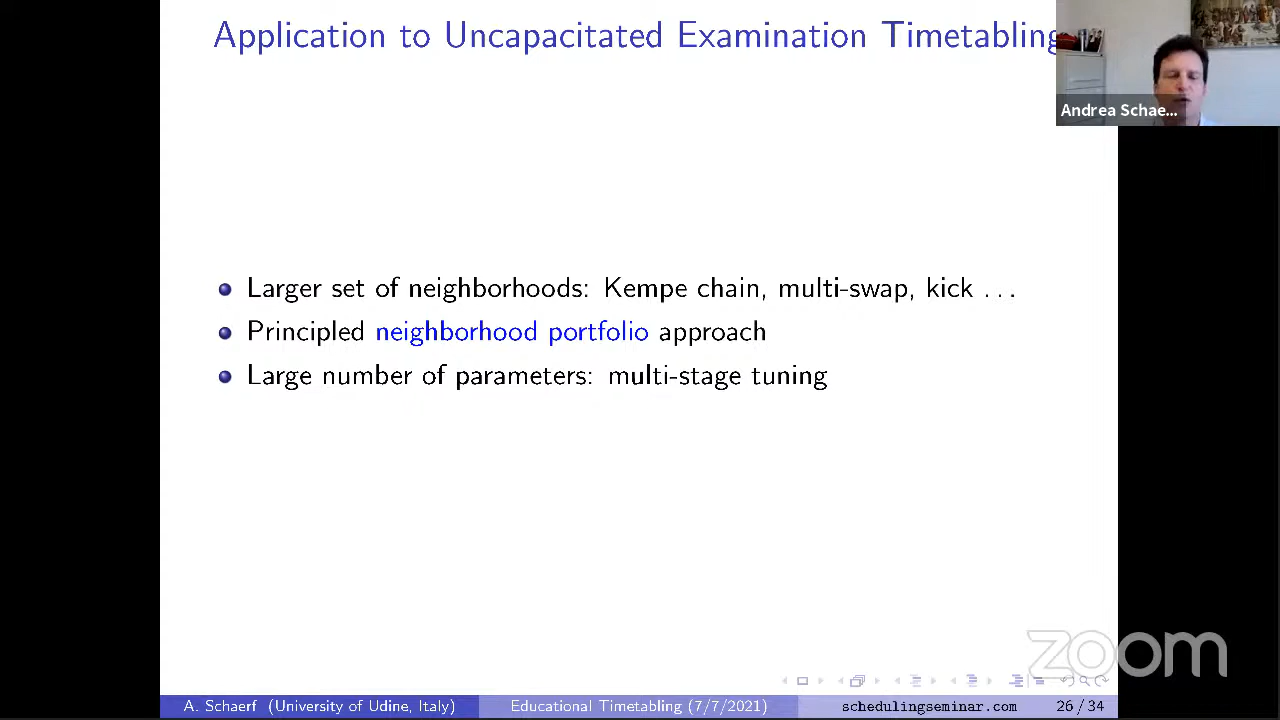 Application to Uncapacitated Examination Timetabling
Andrea Schae...
Larger set of neighborhoods: Kempe chain, multi-swap, kick ...
Principled neighborhood portfolio approach
Large number of parameters: multi-stage tuning
zoom
A. Schaerf (University of Udine, Italy)
Educational Timetabling (7/7/2021)
schedulingseminar.com
26 / 34